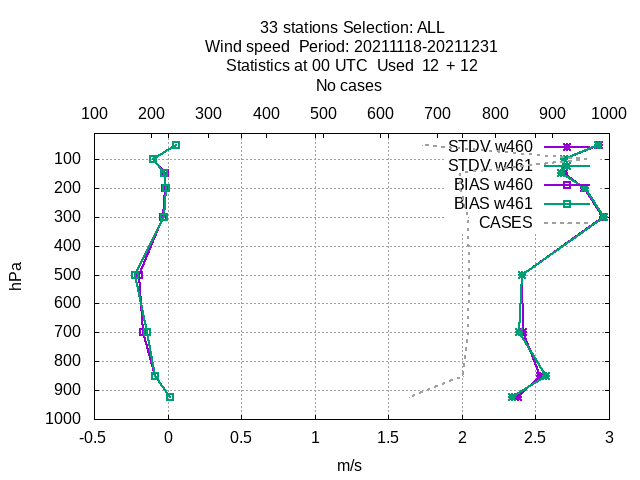 33 stations Selection: ALL
Wind speed  Period: 20211118-20211231
Statistics at 00 UTC  Used  12  + 12
No cases
100 200 300 400 500 600 700 800 900 1000
STDV w460
STDV w461
BIAS w460
BIAS w461
CASES
hPa
100
200
300
400
500
600
700
800
900
1000
-0.5 0 0.5 1 1.5 2 2.5 3
m/s